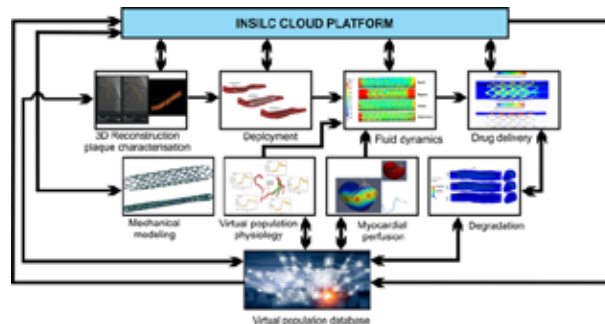 INSILC CLOUD PLATFORM
3D Reconstruction
plaque characterisation
Deployment
Fluid dynamics
Drug delivery
Mechanical
modelling
Virtual population
physiology
Myocardial
perfusion
Degradation
Virtual population database